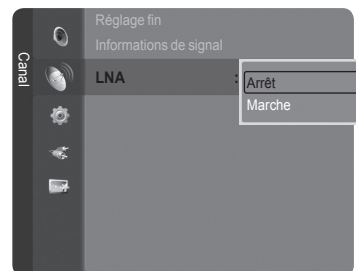 Canal
Réglage fin
Informations de signal
LNA : Arrêt
Marche